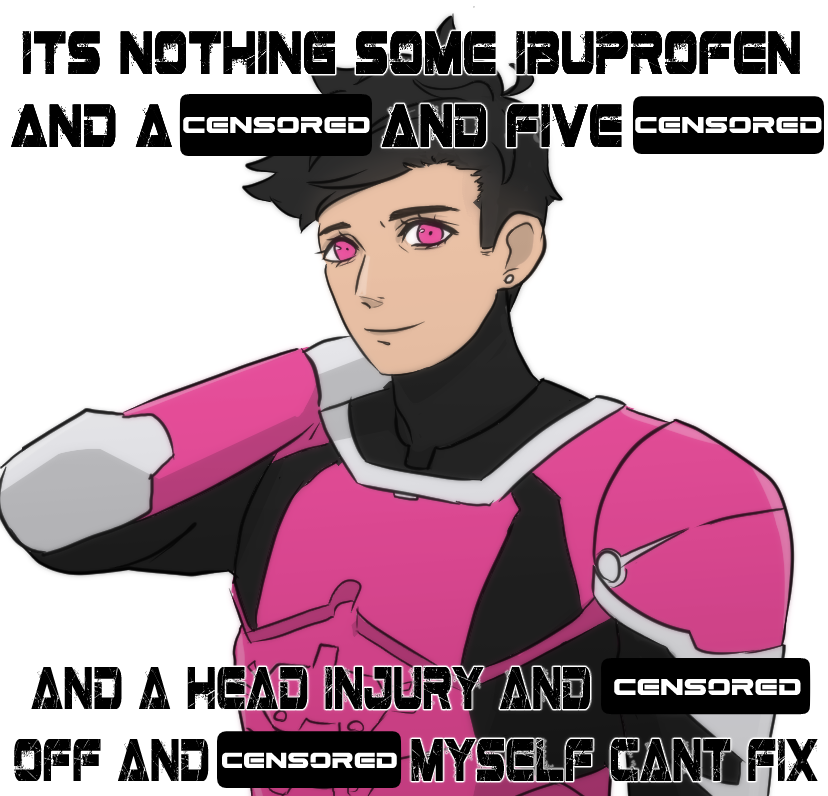 ITS NOTHING SOME IBUPROFEN
AND A CENSORED AND FIVE CENSORED
AND A HEAD INJURY AND CENSORED
OFF AND CENSORED MYSELF CANT FIX